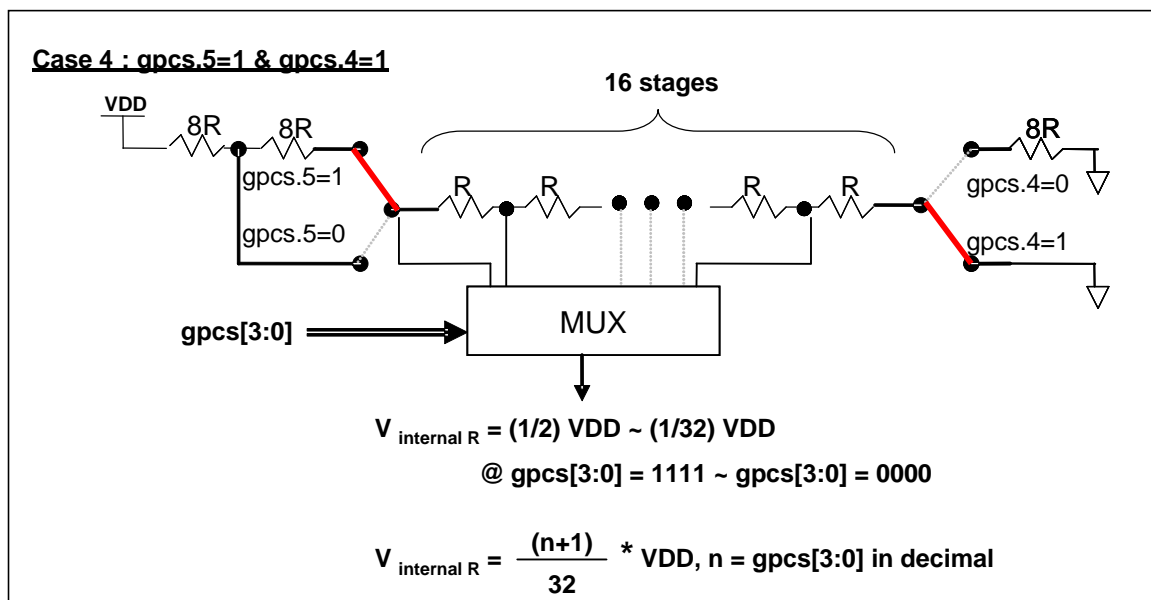 Case 4 : gpcs.5=1 & gpcs.4=1
16 stages
VDD
8R
8R
8R
gpcs.5=1
gpcs.4=0
R
R
R
R
gpcs.5=0
gpcs.4=1
MUX
gpcs[3:0]
V internal R = (1/2) VDD ~ (1/32) VDD
@ gpcs[3:0] = 1111 ~ gpcs[3:0] = 0000
V internal R = (n+1) / 32 * VDD, n = gpcs[3:0] in decimal